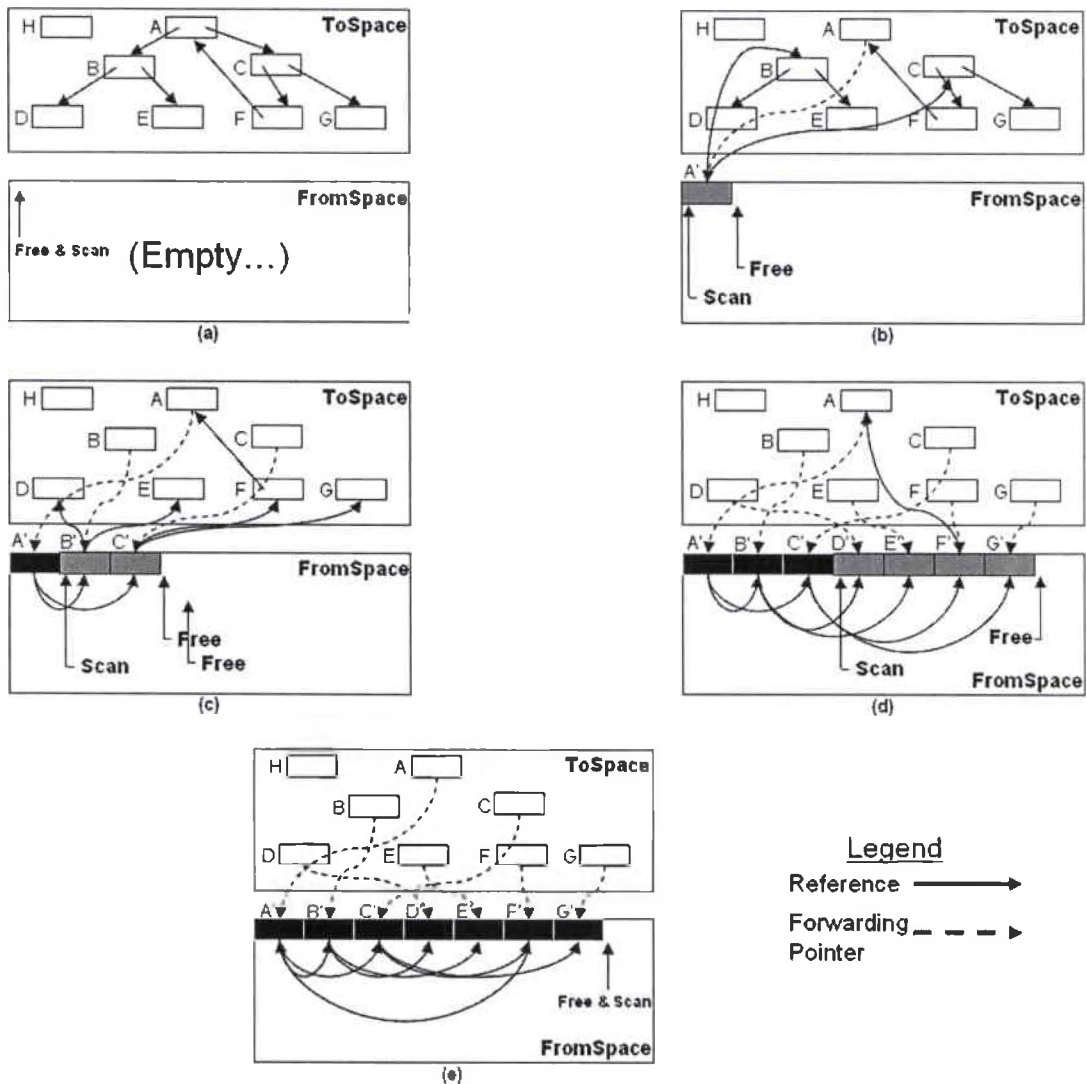 ToSpace
H A
B C
D E F G
FromSpace
Free & Scan (Empty...)
(a)
ToSpace
H A
B C
D E F G
A'
FromSpace
Free
Scan
(b)
ToSpace
H A
B C
D E F G
A' B' C'
FromSpace
Free
Scan Free
(c)
ToSpace
H A
B C
D E F G
A' B' C' D' E' F' G'
Free
Scan
FromSpace
(d)
ToSpace
H A
B C
D E F G
A' B' C' D' E' F' G'
Free & Scan
FromSpace
(e)
Legend
Reference
Forwarding
Pointer